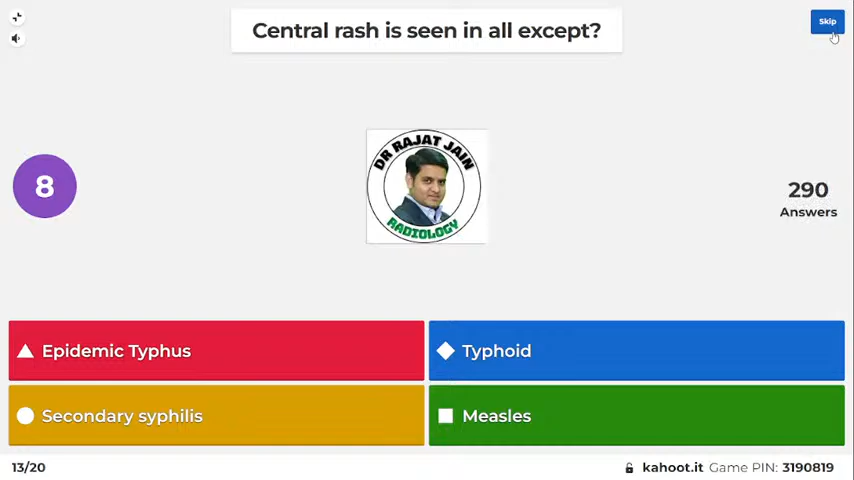 Central rash is seen in all except?
Skip
DR RAJAT JAIN
RADIOLOGY
8
290
Answers
Epidemic Typhus
Typhoid
Secondary syphilis
Measles
13/20
kahoot.it Game PIN: 3190819